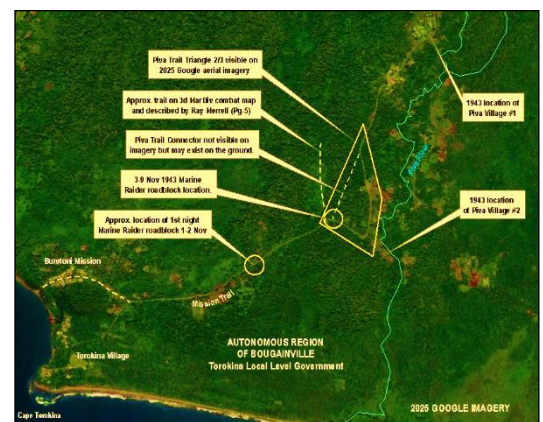 Piva Trail Triangle 2/3 visible on
2025 Google aerial imagery
Approx. trail on 3d MarDiv combat map
and described by Ray Merrell (Pg-5)
1943 location of
Piva Village #1
Piva Trail Connector not visible on
imagery but may exist on the ground.
Piva River
3-9 Nov 1943 Marine
Raider roadblock location.
1943 location
of Piva Village #2
Approx. location of 1st night
Marine Raider roadblock 1-2 Nov
Buretoni Mission
Mission Trail
AUTONOMOUS REGION
OF BOUGAINVILLE
Torokina Local Level Government
Torokina Village
Cape Torokina
2025 GOOGLE IMAGERY